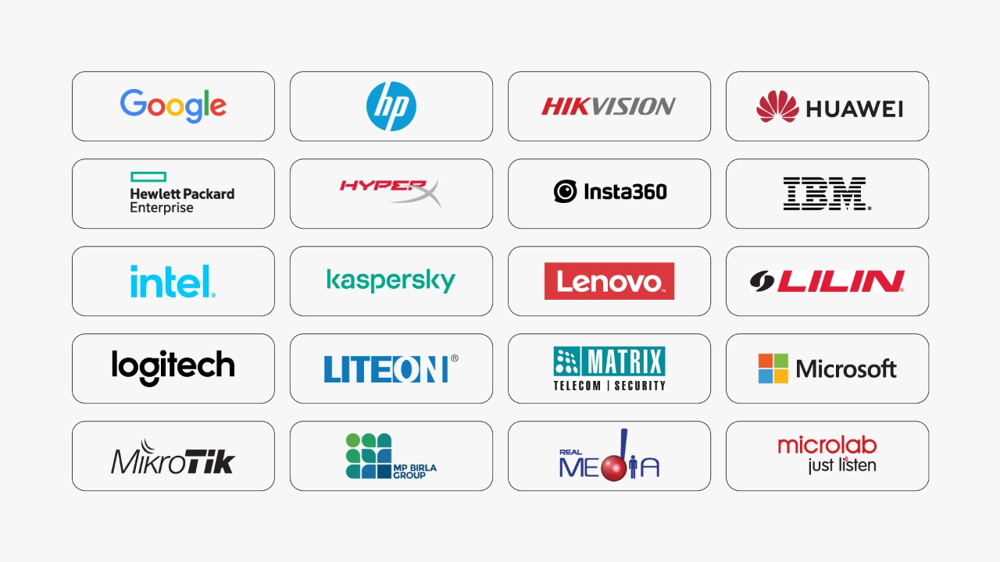 Google
hp
HIKVISION
HUAWEI
Hewlett Packard
Enterprise
HYPERX
Insta360
IBM®
intel®
kaspersky
Lenovo™
LILIN®
logitech
LITEON®
MATRIX
TELECOM | SECURITY
Microsoft
MikroTik
MP BIRLA
GROUP
REAL
MEDIA
microlab
just listen